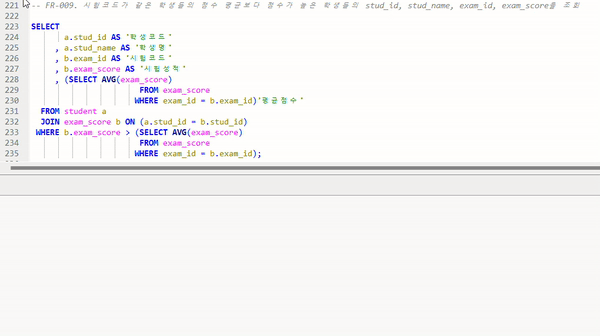 221 -- FR-009. 시험코드가 같은 학생들의 점수 평균보다 점수가 높은 학생들의 stud_id, stud_name, exam_id, exam_score를 조회
222
223 SELECT
224 a.stud_id AS '학생코드'
225 , a.stud_name AS '학생명'
226 , b.exam_id AS '시험코드'
227 , b.exam_score AS '시험성적'
228 , (SELECT AVG(exam_score)
229 FROM exam_score
230 WHERE exam_id = b.exam_id)'평균점수'
231 FROM student a
232 JOIN exam_score b ON (a.stud_id = b.stud_id)
233 WHERE b.exam_score > (SELECT AVG(exam_score)
234 FROM exam_score
235 WHERE exam_id = b.exam_id);